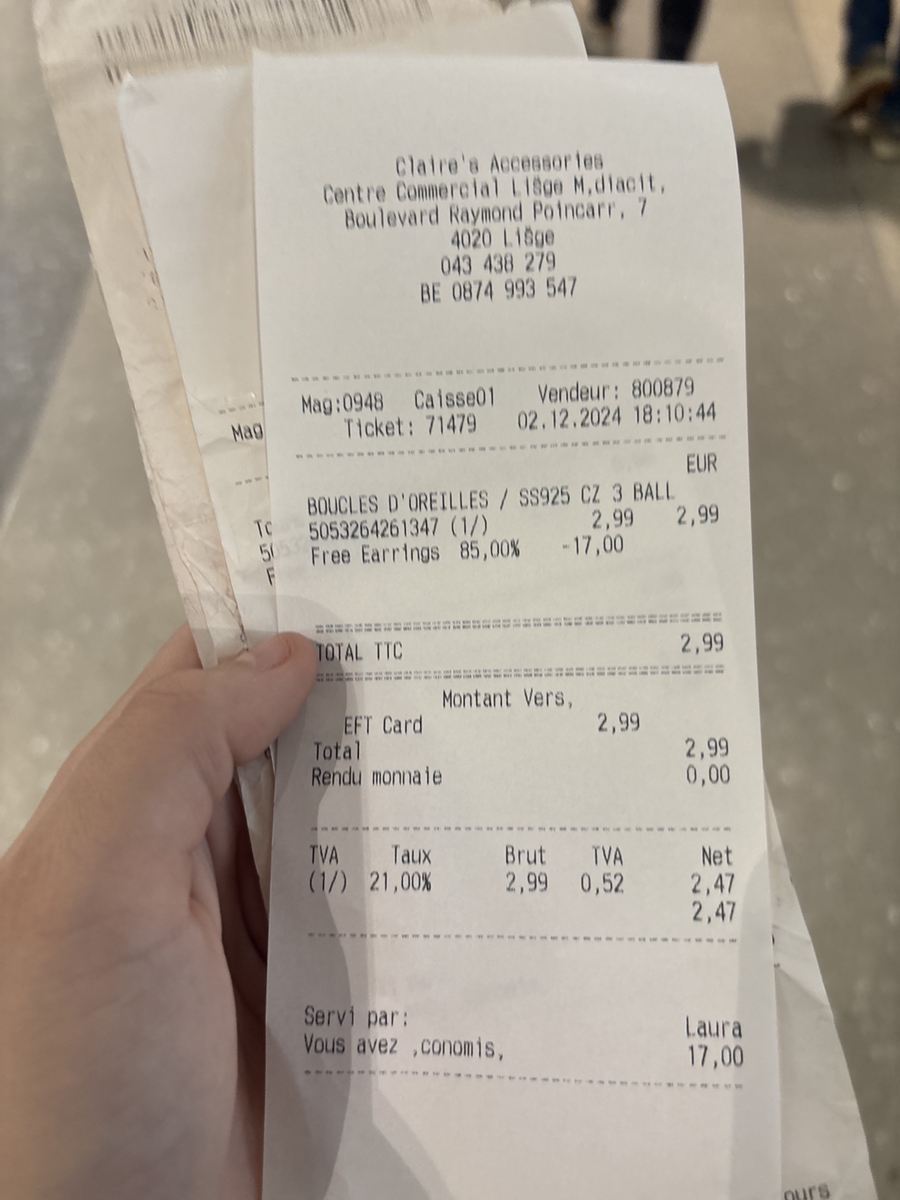 Claire's Accessories
Centre Commercial Lišge M,diacit,
Boulevard Raymond Poincarr, 7
4020 Lišge
043 438 279
BE 0874 993 547
Mag:0948 Caisse01 Vendeur: 800879
Ticket: 71479 02.12.2024 18:10:44
EUR
BOUCLES D'OREILLES / SS925 CZ 3 BALL
5053264261347 (1/) 2,99 2,99
Free Earrings 85,00% -17,00
TOTAL TTC 2,99
Montant Vers,
EFT Card 2,99
Total 2,99
Rendu monnaie 0,00
TVA Taux Brut TVA Net
(1/) 21,00% 2,99 0,52 2,47
2,47
Servi par: Laura
Vous avez ,conomis, 17,00
Mag